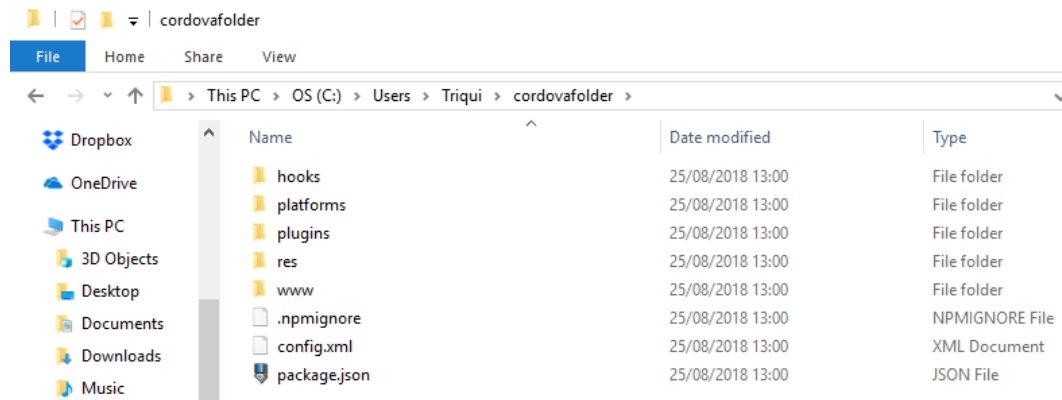 cordovafolder
File Home Share View
This PC > OS (C:) > Users > Triqui > cordovafolder >
Dropbox
OneDrive
This PC
3D Objects
Desktop
Documents
Downloads
Music
Name Date modified Type
hooks 25/08/2018 13:00 File folder
platforms 25/08/2018 13:00 File folder
plugins 25/08/2018 13:00 File folder
res 25/08/2018 13:00 File folder
www 25/08/2018 13:00 File folder
.npmignore 25/08/2018 13:00 NPMIGNORE File
config.xml 25/08/2018 13:00 XML Document
package.json 25/08/2018 13:00 JSON File